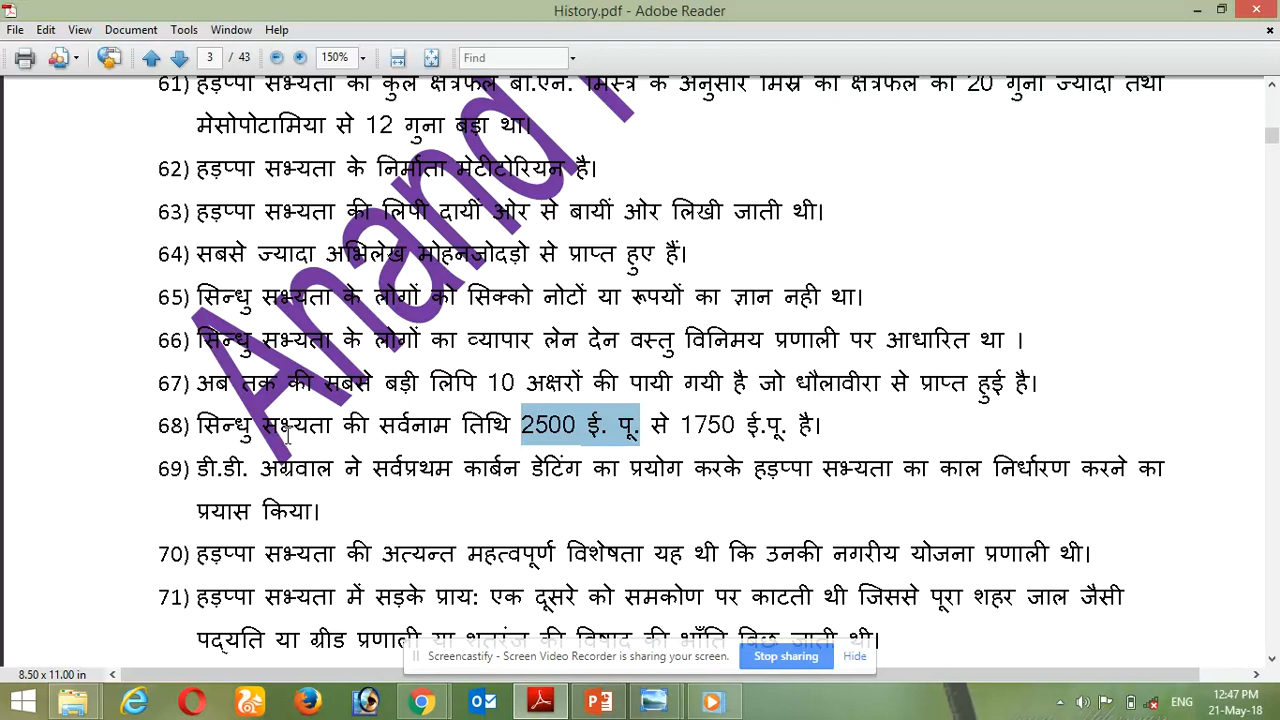 History.pdf - Adobe Reader
File Edit View Document Tools Window Help
3 / 43 150% Find
61) हड़प्पा सभ्यता का कुल क्षेत्रफल बी.एन. मिस्त्र के अनुसार मिस्र के क्षेत्रफल का 20 गुना ज्यादा तथा
मेसोपोटामिया से 12 गुना बड़ा था।
62) हड़प्पा सभ्यता के निर्माता मेटीटोरियन है।
63) हड़प्पा सभ्यता की लिपी दायीं ओर से बायीं ओर लिखी जाती थी।
64) सबसे ज्यादा अभिलेख मोहनजोदड़ो से प्राप्त हुए हैं।
65) सिन्धु सभ्यता के लोगों को सिक्को नोटों या रूपयों का ज्ञान नही था।
66) सिन्धु सभ्यता के लोगों का व्यापार लेन देन वस्तु विनिमय प्रणाली पर आधारित था ।
67) अब तक की सबसे बड़ी लिपि 10 अक्षरों की पायी गयी है जो धौलावीरा से प्राप्त हुई है।
68) सिन्धु सभ्यता की सर्वनाम तिथि 2500 ई. पू. से 1750 ई.पू. है।
69) डी.डी. अग्रवाल ने सर्वप्रथम कार्बन डेटिंग का प्रयोग करके हड़प्पा सभ्यता का काल निर्धारण करने का
प्रयास किया।
70) हड़प्पा सभ्यता की अत्यन्त महत्वपूर्ण विशेषता यह थी कि उनकी नगरीय योजना प्रणाली थी।
71) हड़प्पा सभ्यता में सड़के प्राय: एक दूसरे को समकोण पर काटती थी जिससे पूरा शहर जाल जैसी
पद्यति या ग्रीड प्रणाली या शतरंज की विषाद की भाँति बिछ जाती थी।
Anand
Screencastify - Screen Video Recorder is sharing your screen. Stop sharing Hide
8.50 x 11.00 in
ENG
12:47 PM
21-May-18